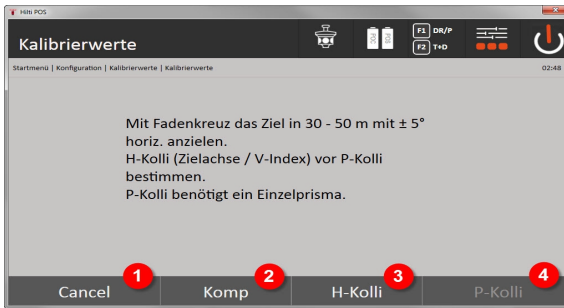 Hilti POS
Kalibrierwerte
POC
POS
F1 DR/P
F2 T+D
Startmenü | Konfiguration | Kalibrierwerte | Kalibrierwerte
02:48
Mit Fadenkreuz das Ziel in 30 - 50 m mit ± 5°
horiz. anzielen.
H-Kolli (Zielachse / V-Index) vor P-Kolli
bestimmen.
P-Kolli benötigt ein Einzelprisma.
1
2
3
4
Cancel
Komp
H-Kolli
P-Kolli